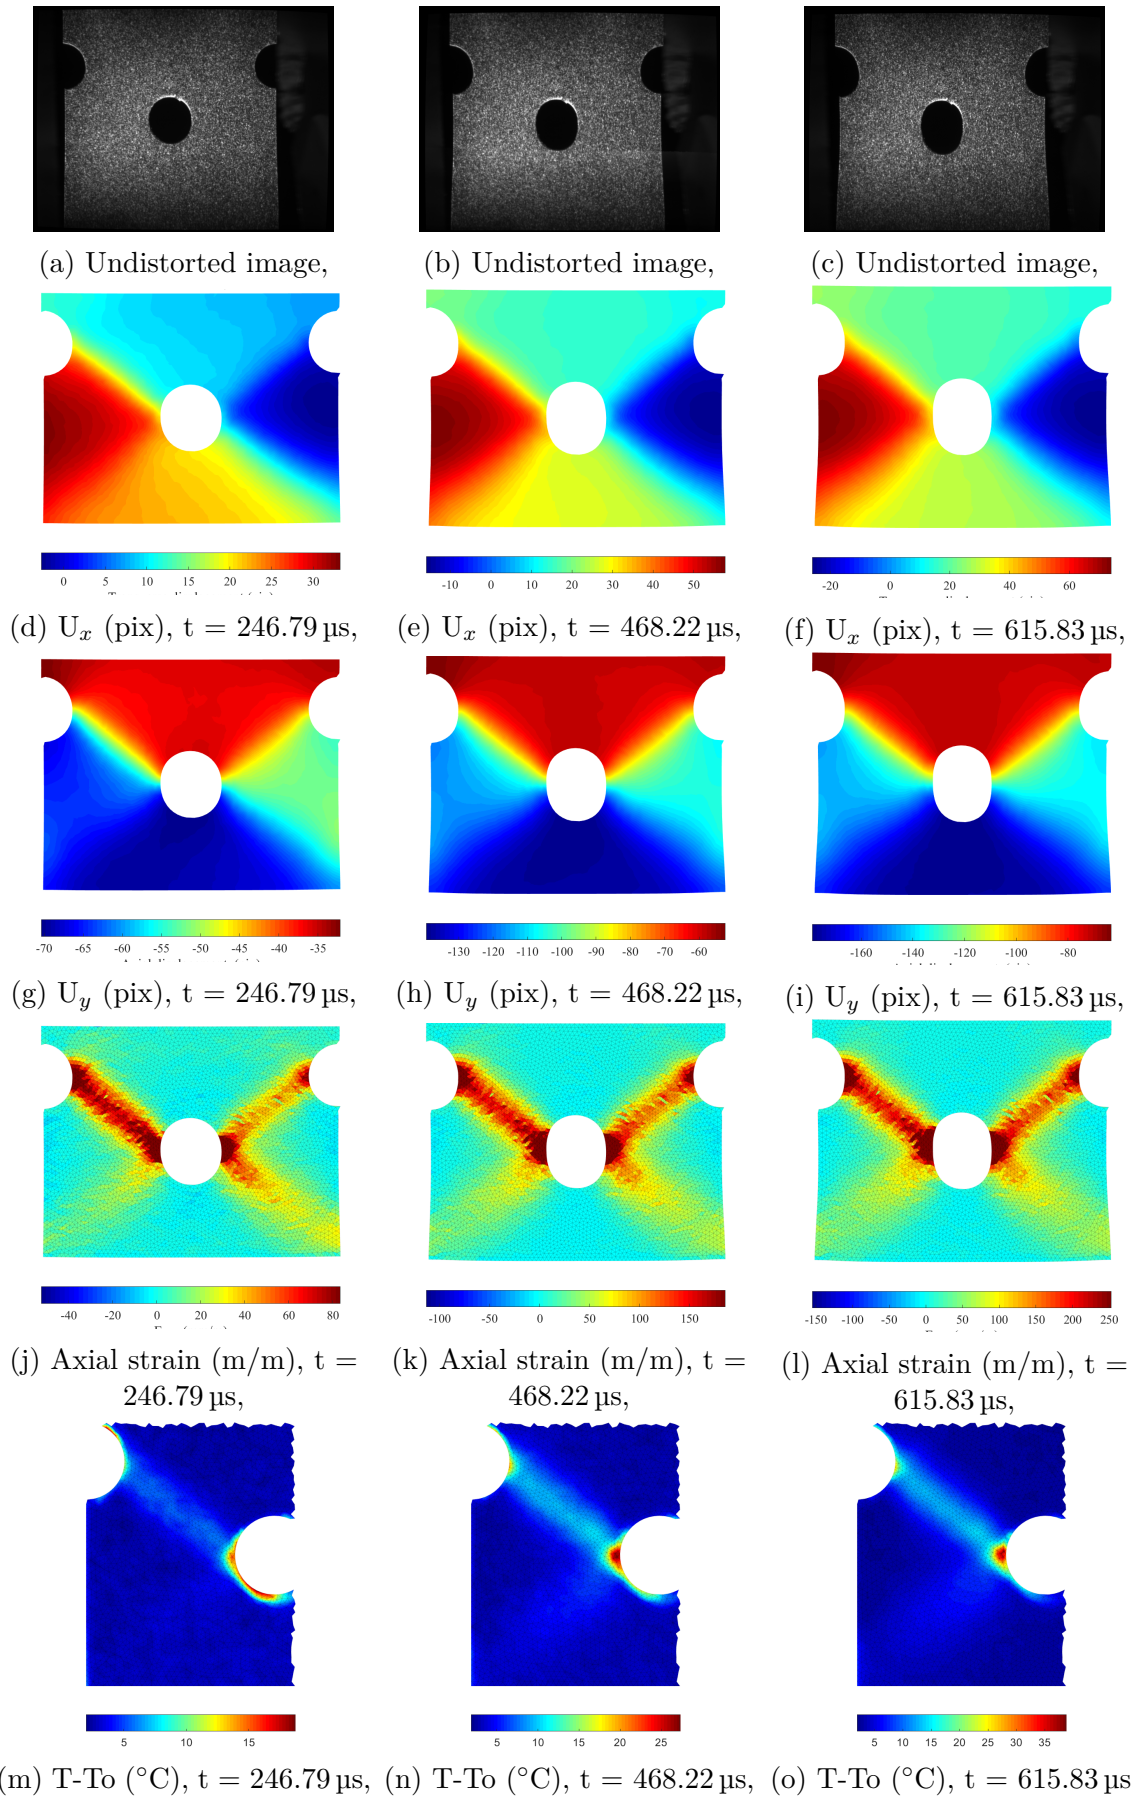 (a) Undistorted image, (b) Undistorted image, (c) Undistorted image,
0 5 10 15 20 25 30 -10 0 10 20 30 40 50 -20 0 20 40 60
(d) Uₓ (pix), t = 246.79 µs, (e) Uₓ (pix), t = 468.22 µs, (f) Uₓ (pix), t = 615.83 µs,
-70 -65 -60 -55 -50 -45 -40 -35 -130 -120 -110 -100 -90 -80 -70 -60 -160 -140 -120 -100 -80
(g) U_y (pix), t = 246.79 µs, (h) U_y (pix), t = 468.22 µs, (i) U_y (pix), t = 615.83 µs,
-40 -20 0 20 40 60 80 -100 -50 0 50 100 150 -150 -100 -50 0 50 100 150 200 250
(j) Axial strain (m/m), t = (k) Axial strain (m/m), t = (l) Axial strain (m/m), t =
246.79 µs, 468.22 µs, 615.83 µs,
5 10 15 5 10 15 20 25 5 10 15 20 25 30 35
(m) T-To (°C), t = 246.79 µs, (n) T-To (°C), t = 468.22 µs, (o) T-To (°C), t = 615.83 µs